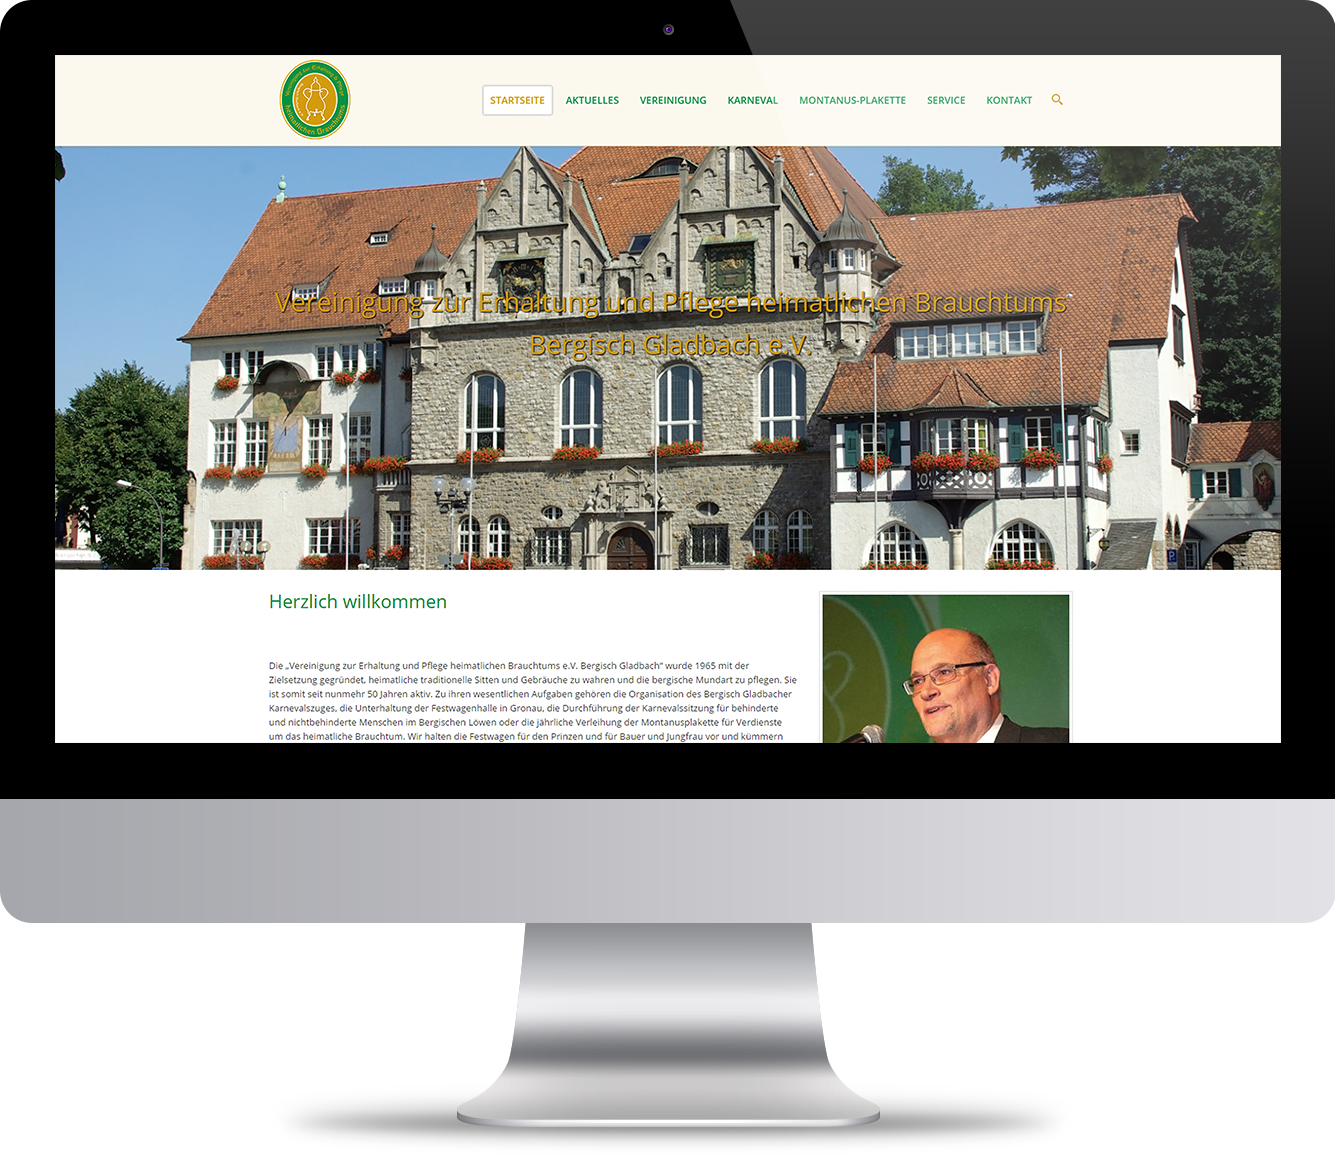 Vereinigung zur Erhaltung & Pflege
heimatlichen Brauchtums
STARTSEITE AKTUELLES VEREINIGUNG KARNEVAL MONTANUS-PLAKETTE SERVICE KONTAKT
Vereinigung zur Erhaltung und Pflege heimatlichen Brauchtums
Bergisch Gladbach e.V.
Herzlich willkommen
Die „Vereinigung zur Erhaltung und Pflege heimatlichen Brauchtums e.V. Bergisch Gladbach“ wurde 1965 mit der
Zielsetzung gegründet, heimatliche traditionelle Sitten und Gebräuche zu wahren und die bergische Mundart zu pflegen. Sie
ist somit seit nunmehr 50 Jahren aktiv. Zu ihren wesentlichen Aufgaben gehören die Organisation des Bergisch Gladbacher
Karnevalszuges, die Unterhaltung der Festwagenhalle in Gronau, die Durchführung der Karnevalssitzung für behinderte
und nichtbehinderte Menschen im Bergischen Löwen oder die jährliche Verleihung der Montanusplakette für Verdienste
um das heimatliche Brauchtum. Wir halten die Festwagen für den Prinzen und für Bauer und Jungfrau vor und kümmern